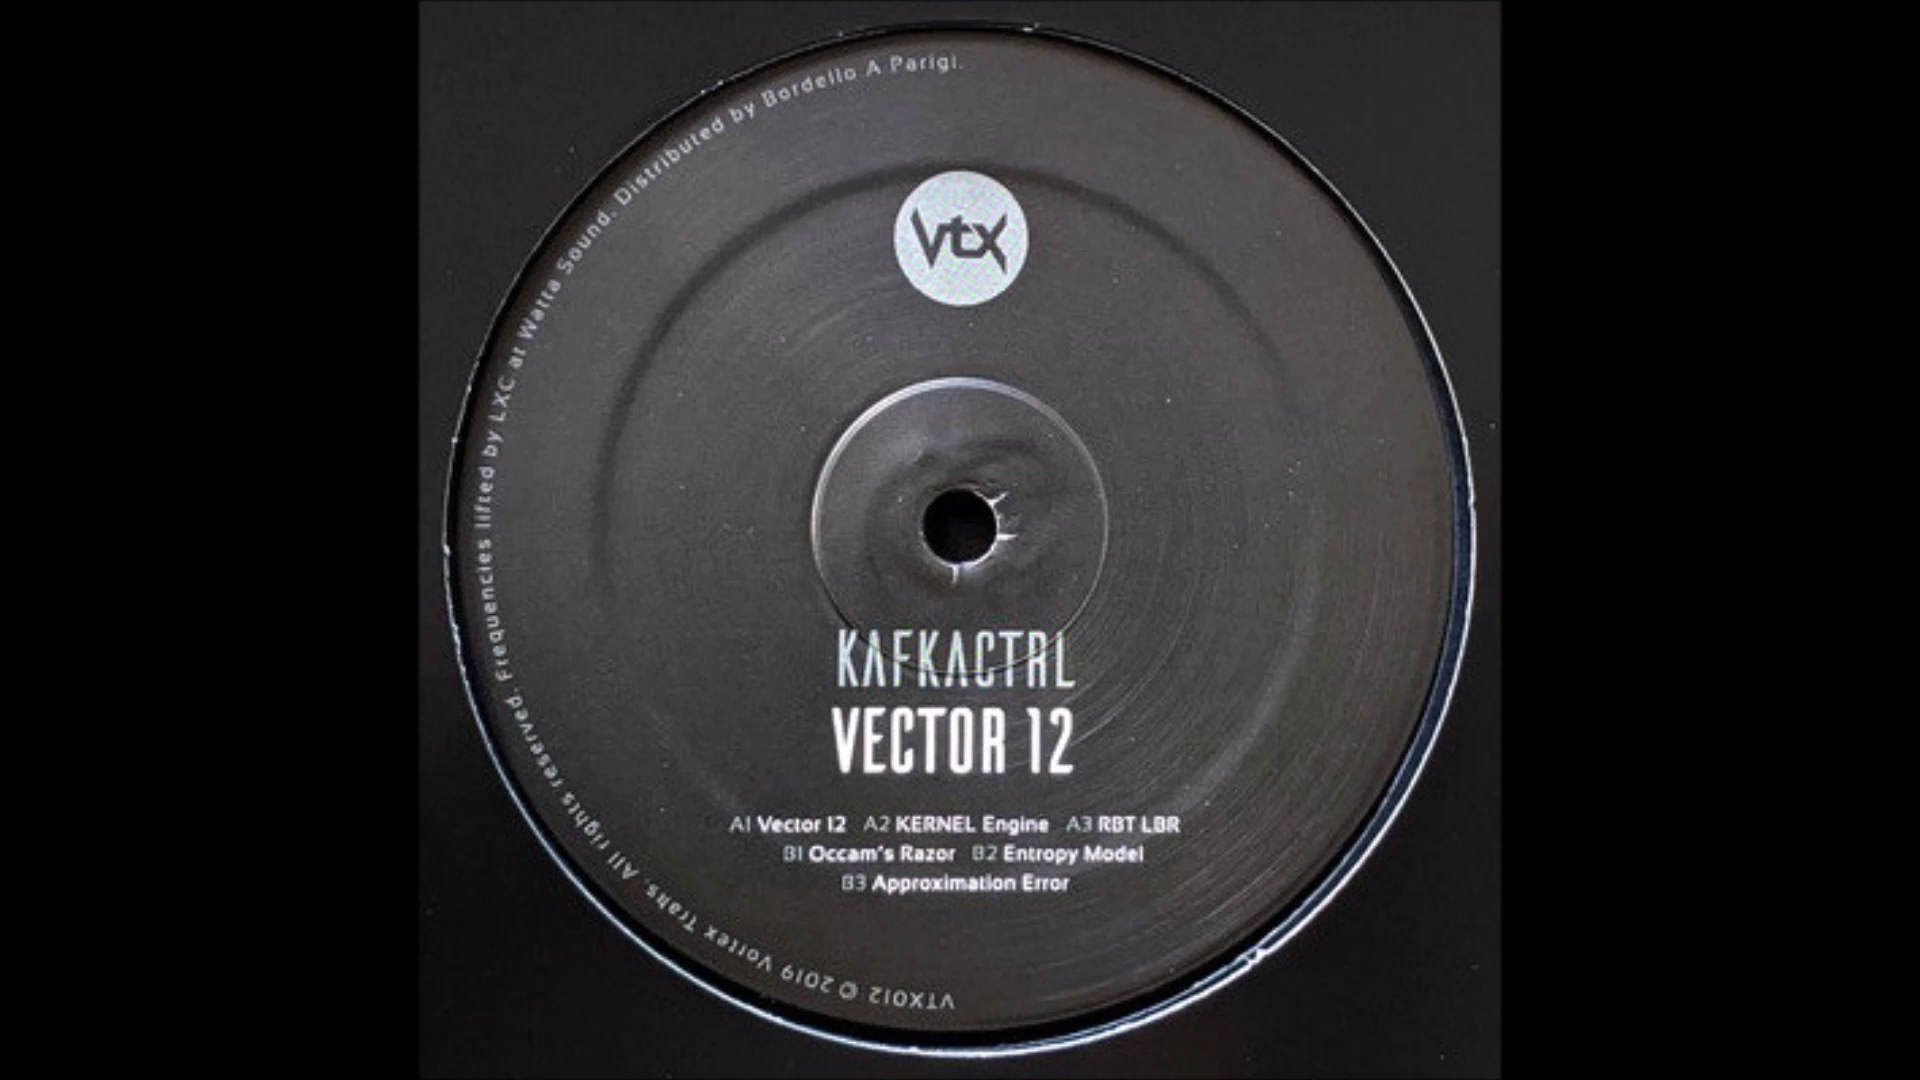 Vtx
KAFKACTRL
VECTOR 12
A1 Vector 12 A2 KERNEL Engine A3 RBT LBR
B1 Occam's Razor B2 Entropy Model
B3 Approximation Error
VTX012 © 2019 Vortex Traks. All rights reserved. Frequencies lifted by LXC at Watta Sound. Distributed by Bordello A Parigi.